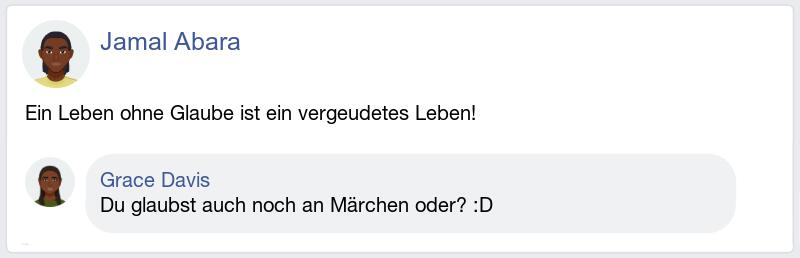 Jamal Abara
Ein Leben ohne Glaube ist ein vergeudetes Leben!
Grace Davis
Du glaubst auch noch an Märchen oder? :D